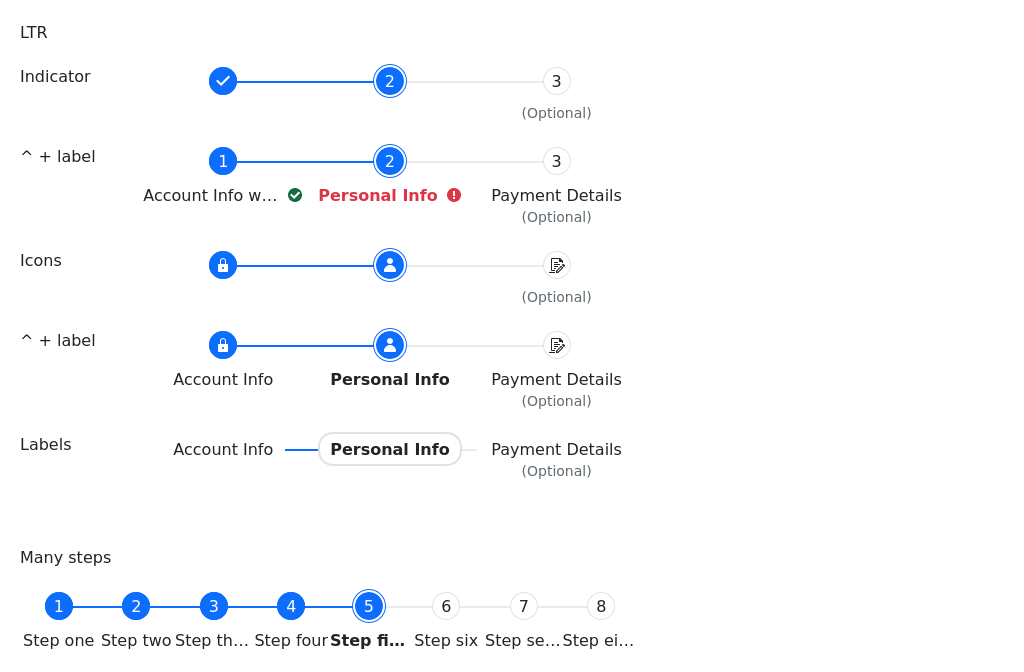 LTR
Indicator 2 3
(Optional)
^ + label 1 2 3
Account Info w… Personal Info Payment Details
(Optional)
Icons
(Optional)
^ + label
Account Info Personal Info Payment Details
(Optional)
Labels Account Info Personal Info Payment Details
(Optional)
Many steps
1 2 3 4 5 6 7 8
Step one Step two Step th… Step four Step fi… Step six Step se… Step ei…